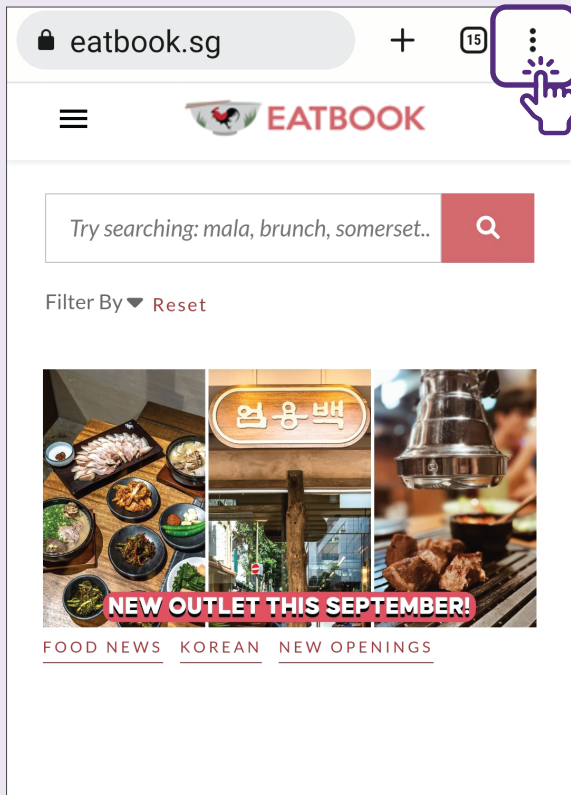 eatbook.sg
15
EATBOOK
Try searching: mala, brunch, somerset..
Filter By Reset
엄용백
NEW OUTLET THIS SEPTEMBER!
FOOD NEWS KOREAN NEW OPENINGS